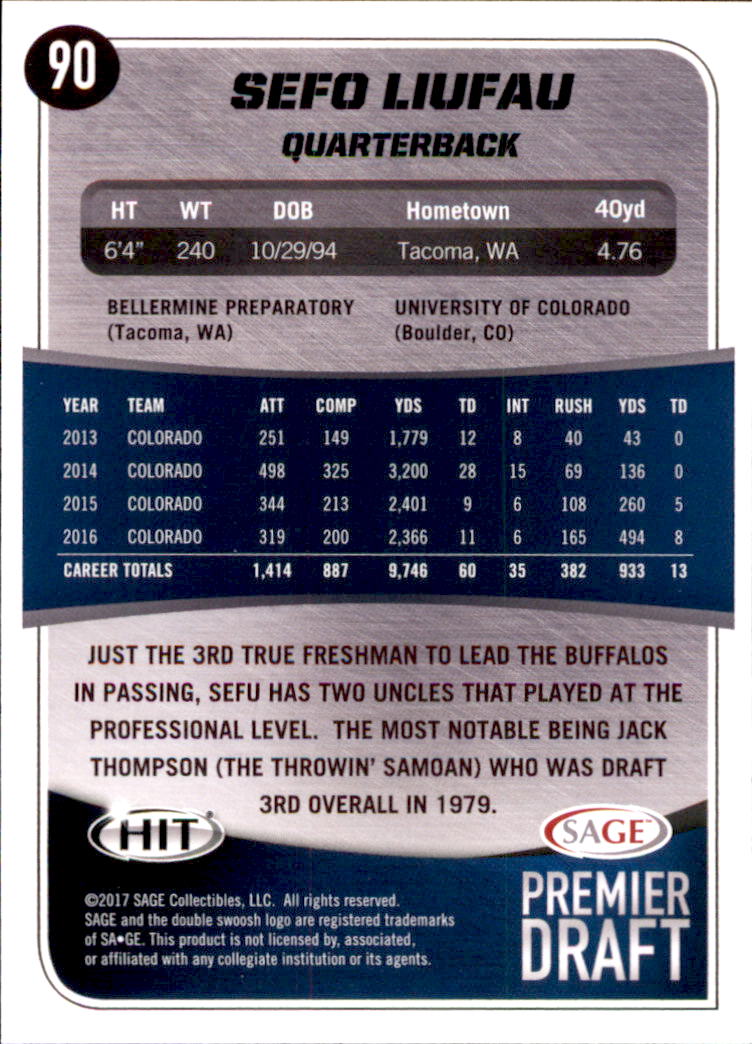 90
SEFO LIUFAU
QUARTERBACK
HT WT DOB Hometown 40yd
6'4" 240 10/29/94 Tacoma, WA 4.76
BELLERMINE PREPARATORY UNIVERSITY OF COLORADO
(Tacoma, WA) (Boulder, CO)
YEAR TEAM ATT COMP YDS TD INT RUSH YDS TD
2013 COLORADO 251 149 1,779 12 8 40 43 0
2014 COLORADO 498 325 3,200 28 15 69 136 0
2015 COLORADO 344 213 2,401 9 6 108 260 5
2016 COLORADO 319 200 2,366 11 6 165 494 8
CAREER TOTALS 1,414 887 9,746 60 35 382 933 13
JUST THE 3RD TRUE FRESHMAN TO LEAD THE BUFFALOS
IN PASSING, SEFU HAS TWO UNCLES THAT PLAYED AT THE
PROFESSIONAL LEVEL. THE MOST NOTABLE BEING JACK
THOMPSON (THE THROWIN' SAMOAN) WHO WAS DRAFT
3RD OVERALL IN 1979.
HIT®
SAGE™
©2017 SAGE Collectibles, LLC. All rights reserved.
SAGE and the double swoosh logo are registered trademarks
of SA•GE. This product is not licensed by, associated,
or affiliated with any collegiate institution or its agents.
PREMIER
DRAFT